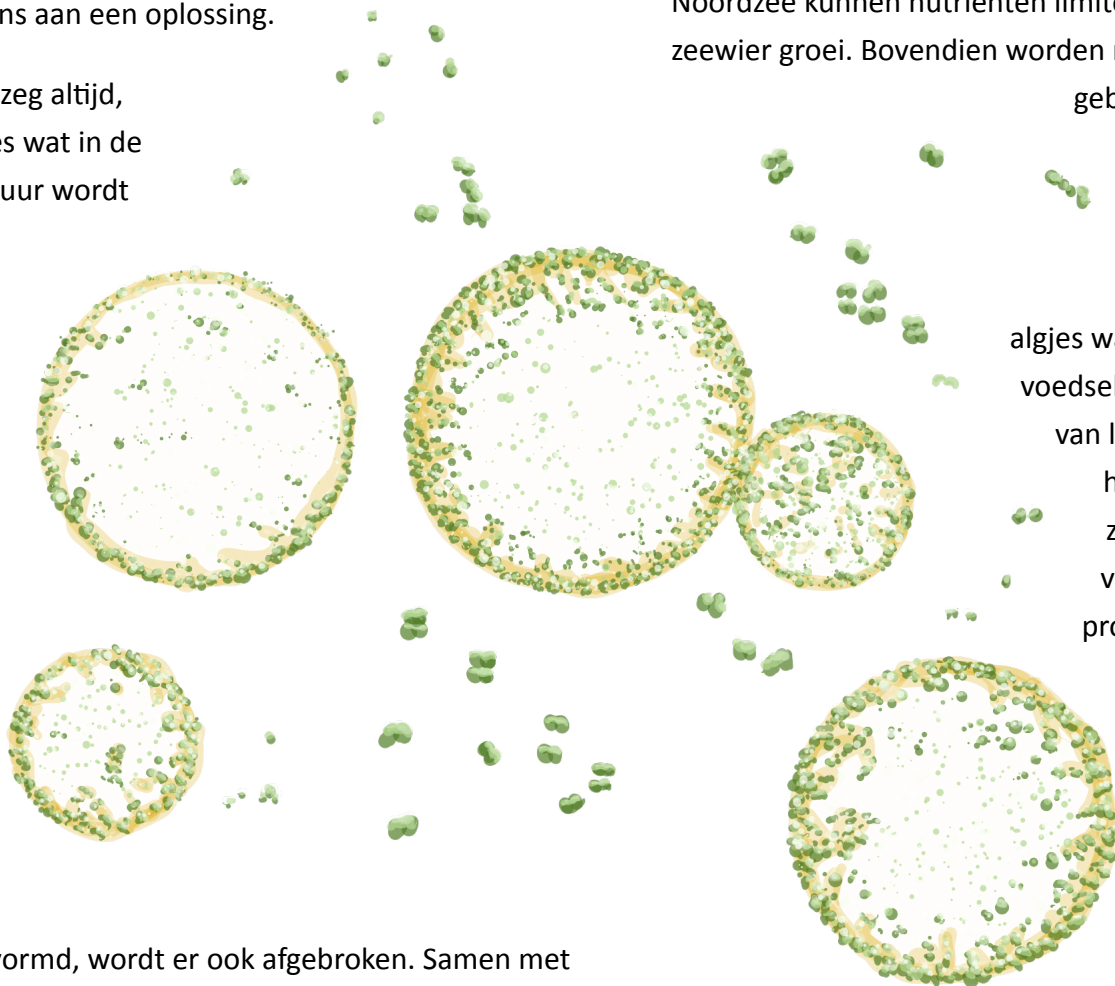 ns aan een oplossing.
zeg altijd,
es wat in de
uur wordt
vormd, wordt er ook afgebroken. Samen met
Noordzee kunnen nutriënten limite
zeewier groei. Bovendien worden
geb
algjes wa
voedsel
van l
h
z
v
pro